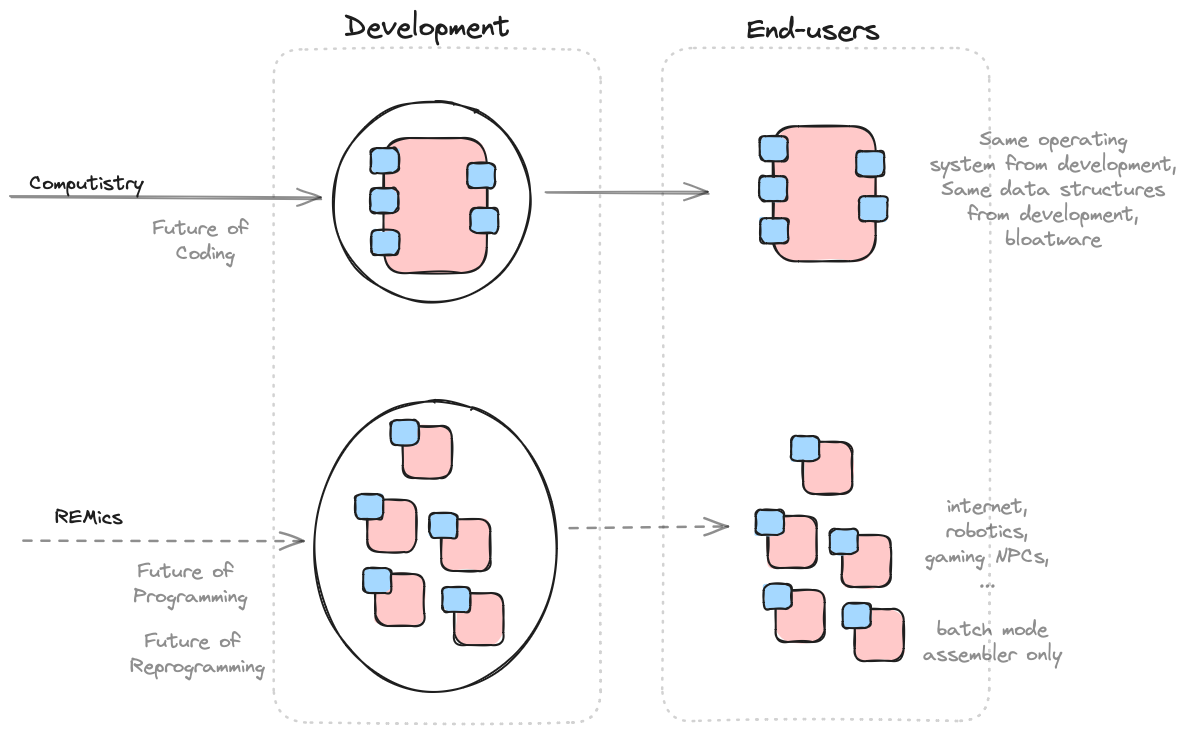 Development
End-users
Computistry
Future of
Coding
Same operating
system from development,
Same data structures
from development,
bloatware
REMics
Future of
Programming
Future of
Reprogramming
internet,
robotics,
gaming NPCs,
...
batch mode
assembler only